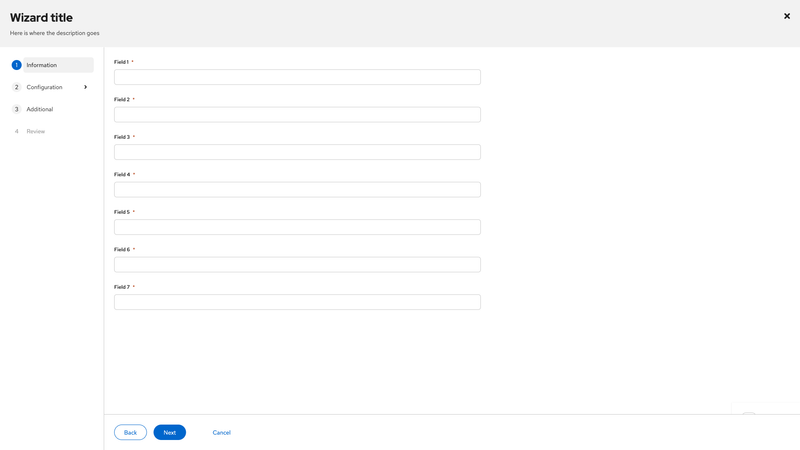 Wizard title
Here is where the description goes
1 Information
2 Configuration
3 Additional
4 Review
Field 1 *
Field 2 *
Field 3 *
Field 4 *
Field 5 *
Field 6 *
Field 7 *
Back Next Cancel